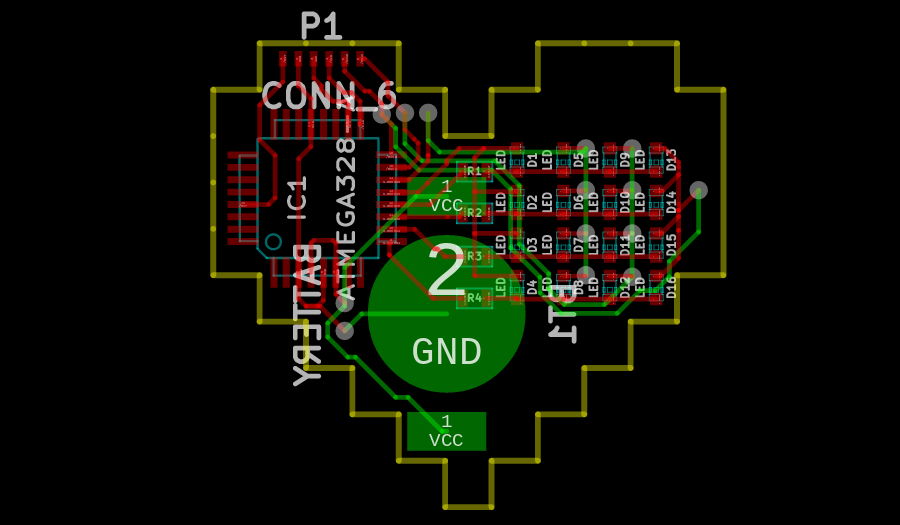 P1
CONN_6
IC1
ATMEGA328
BATTERY
BT1
1
VCC
2
GND
1
VCC
R1
R2
R3
R4
LED D1
LED D5
LED D9
LED D13
LED D2
LED D6
LED D10
LED D14
LED D3
LED D7
LED D11
LED D15
LED D4
LED D8
LED D12
LED D16